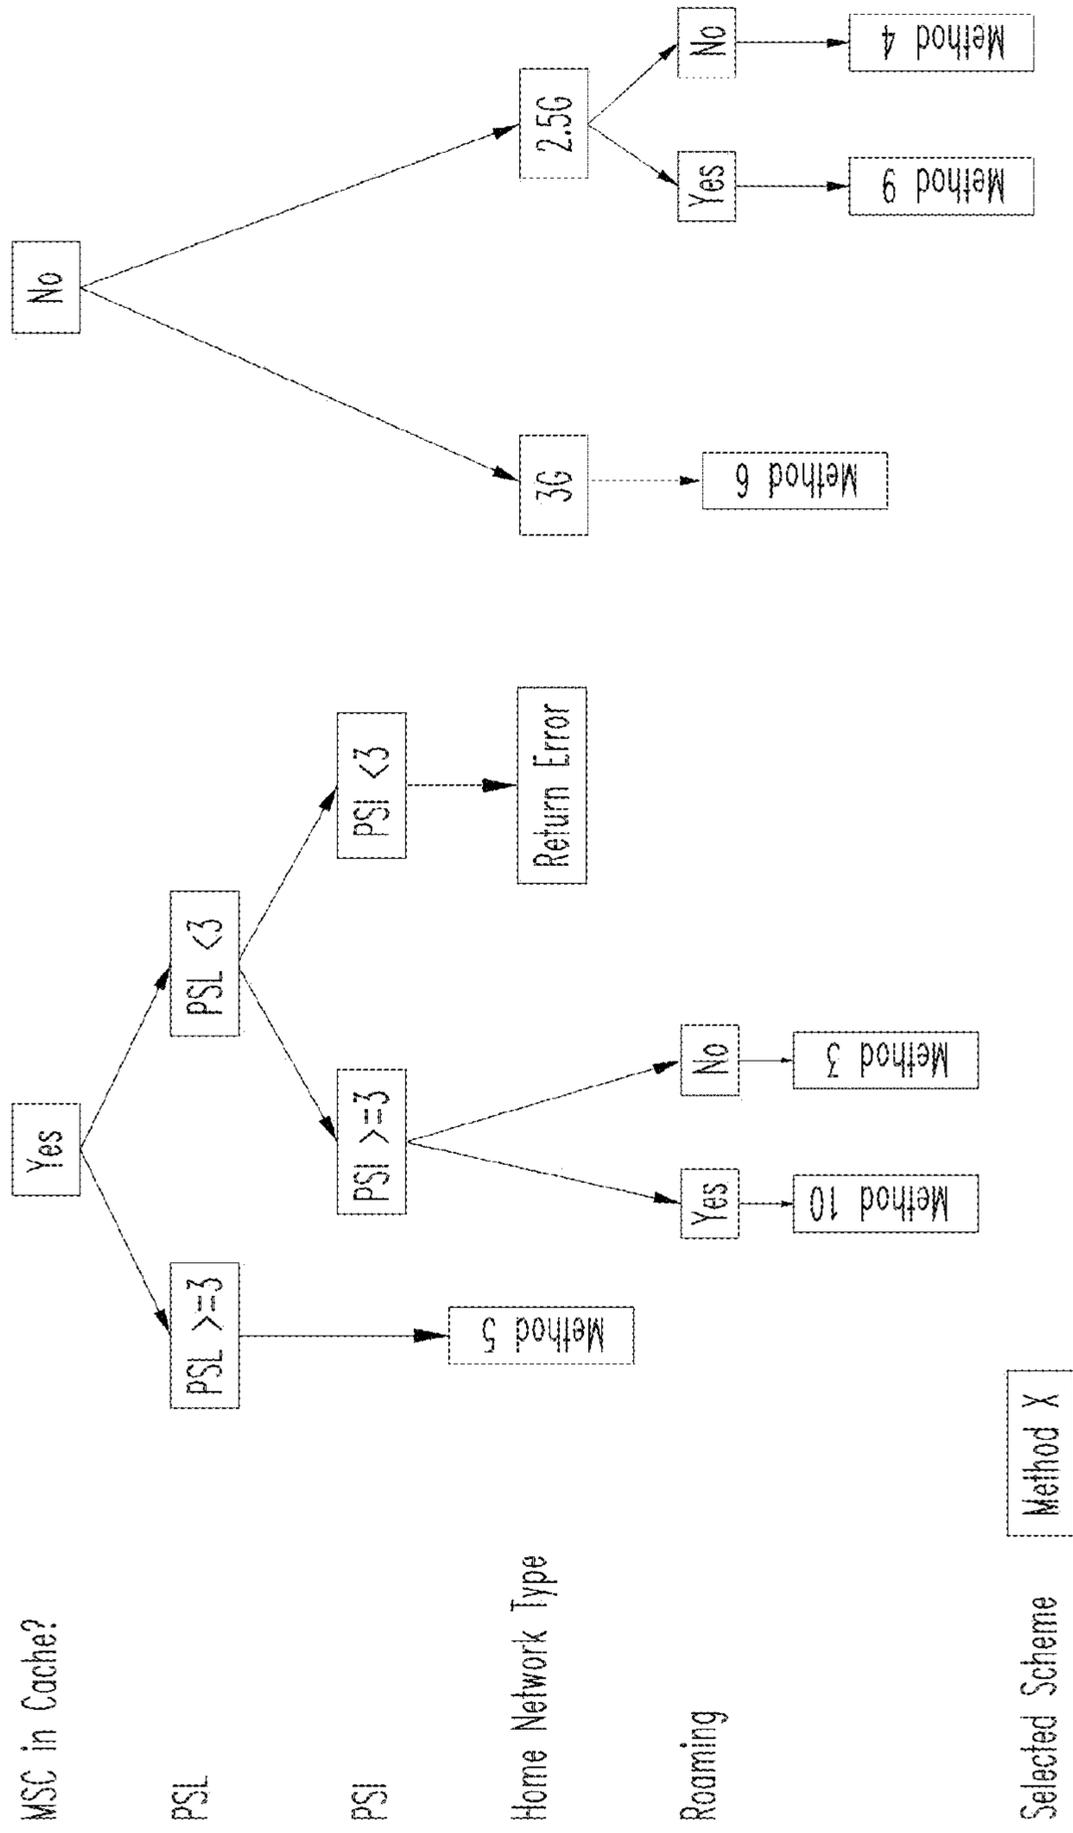 MSC in Cache?
Yes
No
PSL
PSL >=3
PSL <3
PSI
PSI >=3
PSI <3
Home Network Type
Method 5
Return Error
3G
2.5G
Roaming
Yes
No
Method 6
Yes
No
Method 10
Method 3
Method 9
Method 4
Selected Scheme
Method X